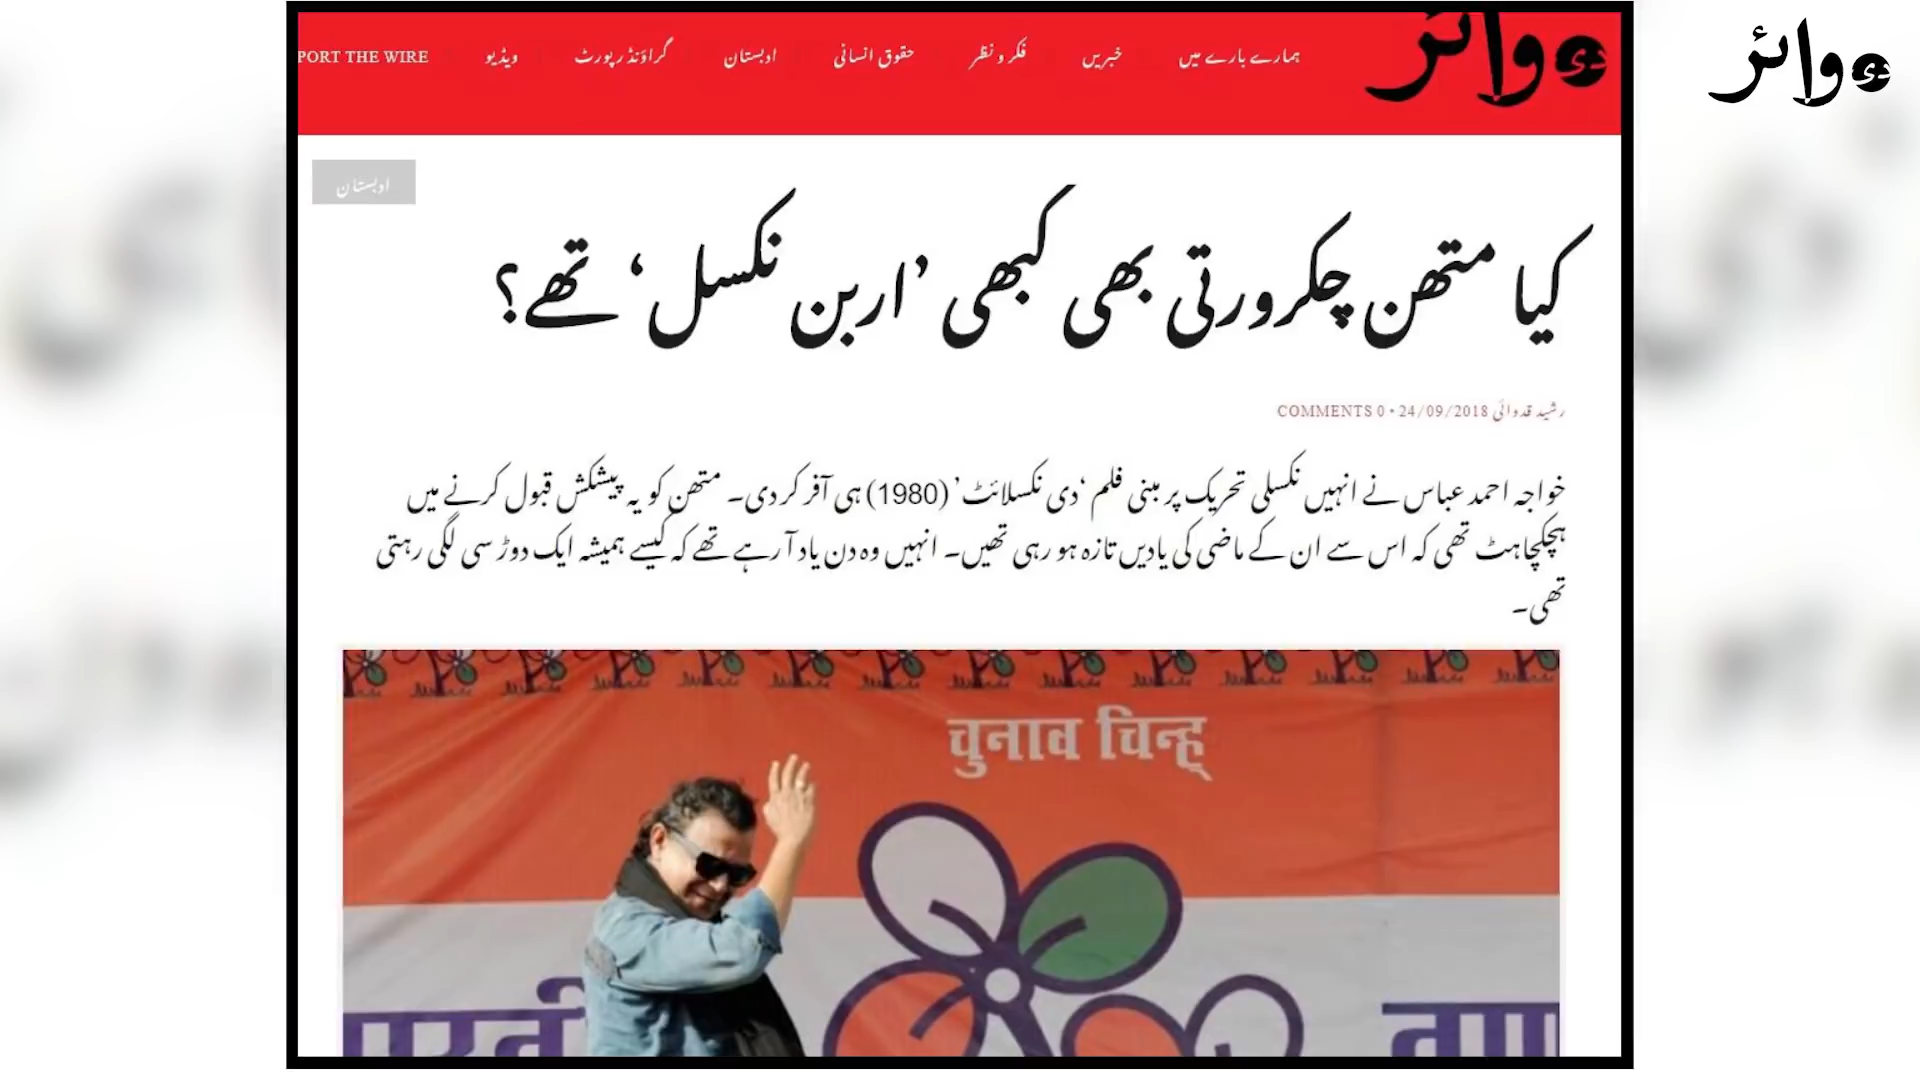 دی وائر
ہمارے بارے میں
خبریں
فکر و نظر
حقوق انسانی
ادبستان
گراؤنڈ رپورٹ
ویڈیو
PORT THE WIRE
دی وائر
ادبستان
کیا متھن چکرورتی بھی کبھی ’اربن نکسل‘ تھے؟
رشید قدوائی 24/09/2018 • 0 COMMENTS
خواجہ احمد عباس نے انہیں نکسلی تحریک پر مبنی فلم ‘دی نکسلائٹ’ (1980) ہی آفر کر دی۔ متھن کو یہ پیشکش قبول کرنے میں
ہچکچاہٹ تھی کہ اس سے ان کے ماضی کی یادیں تازہ ہو رہی تھیں۔ انہیں وہ دن یاد آ رہے تھے کہ کیسے ہمیشہ ایک دوڑ سی لگی رہتی
تھی۔
चुनाव चिन्ह्